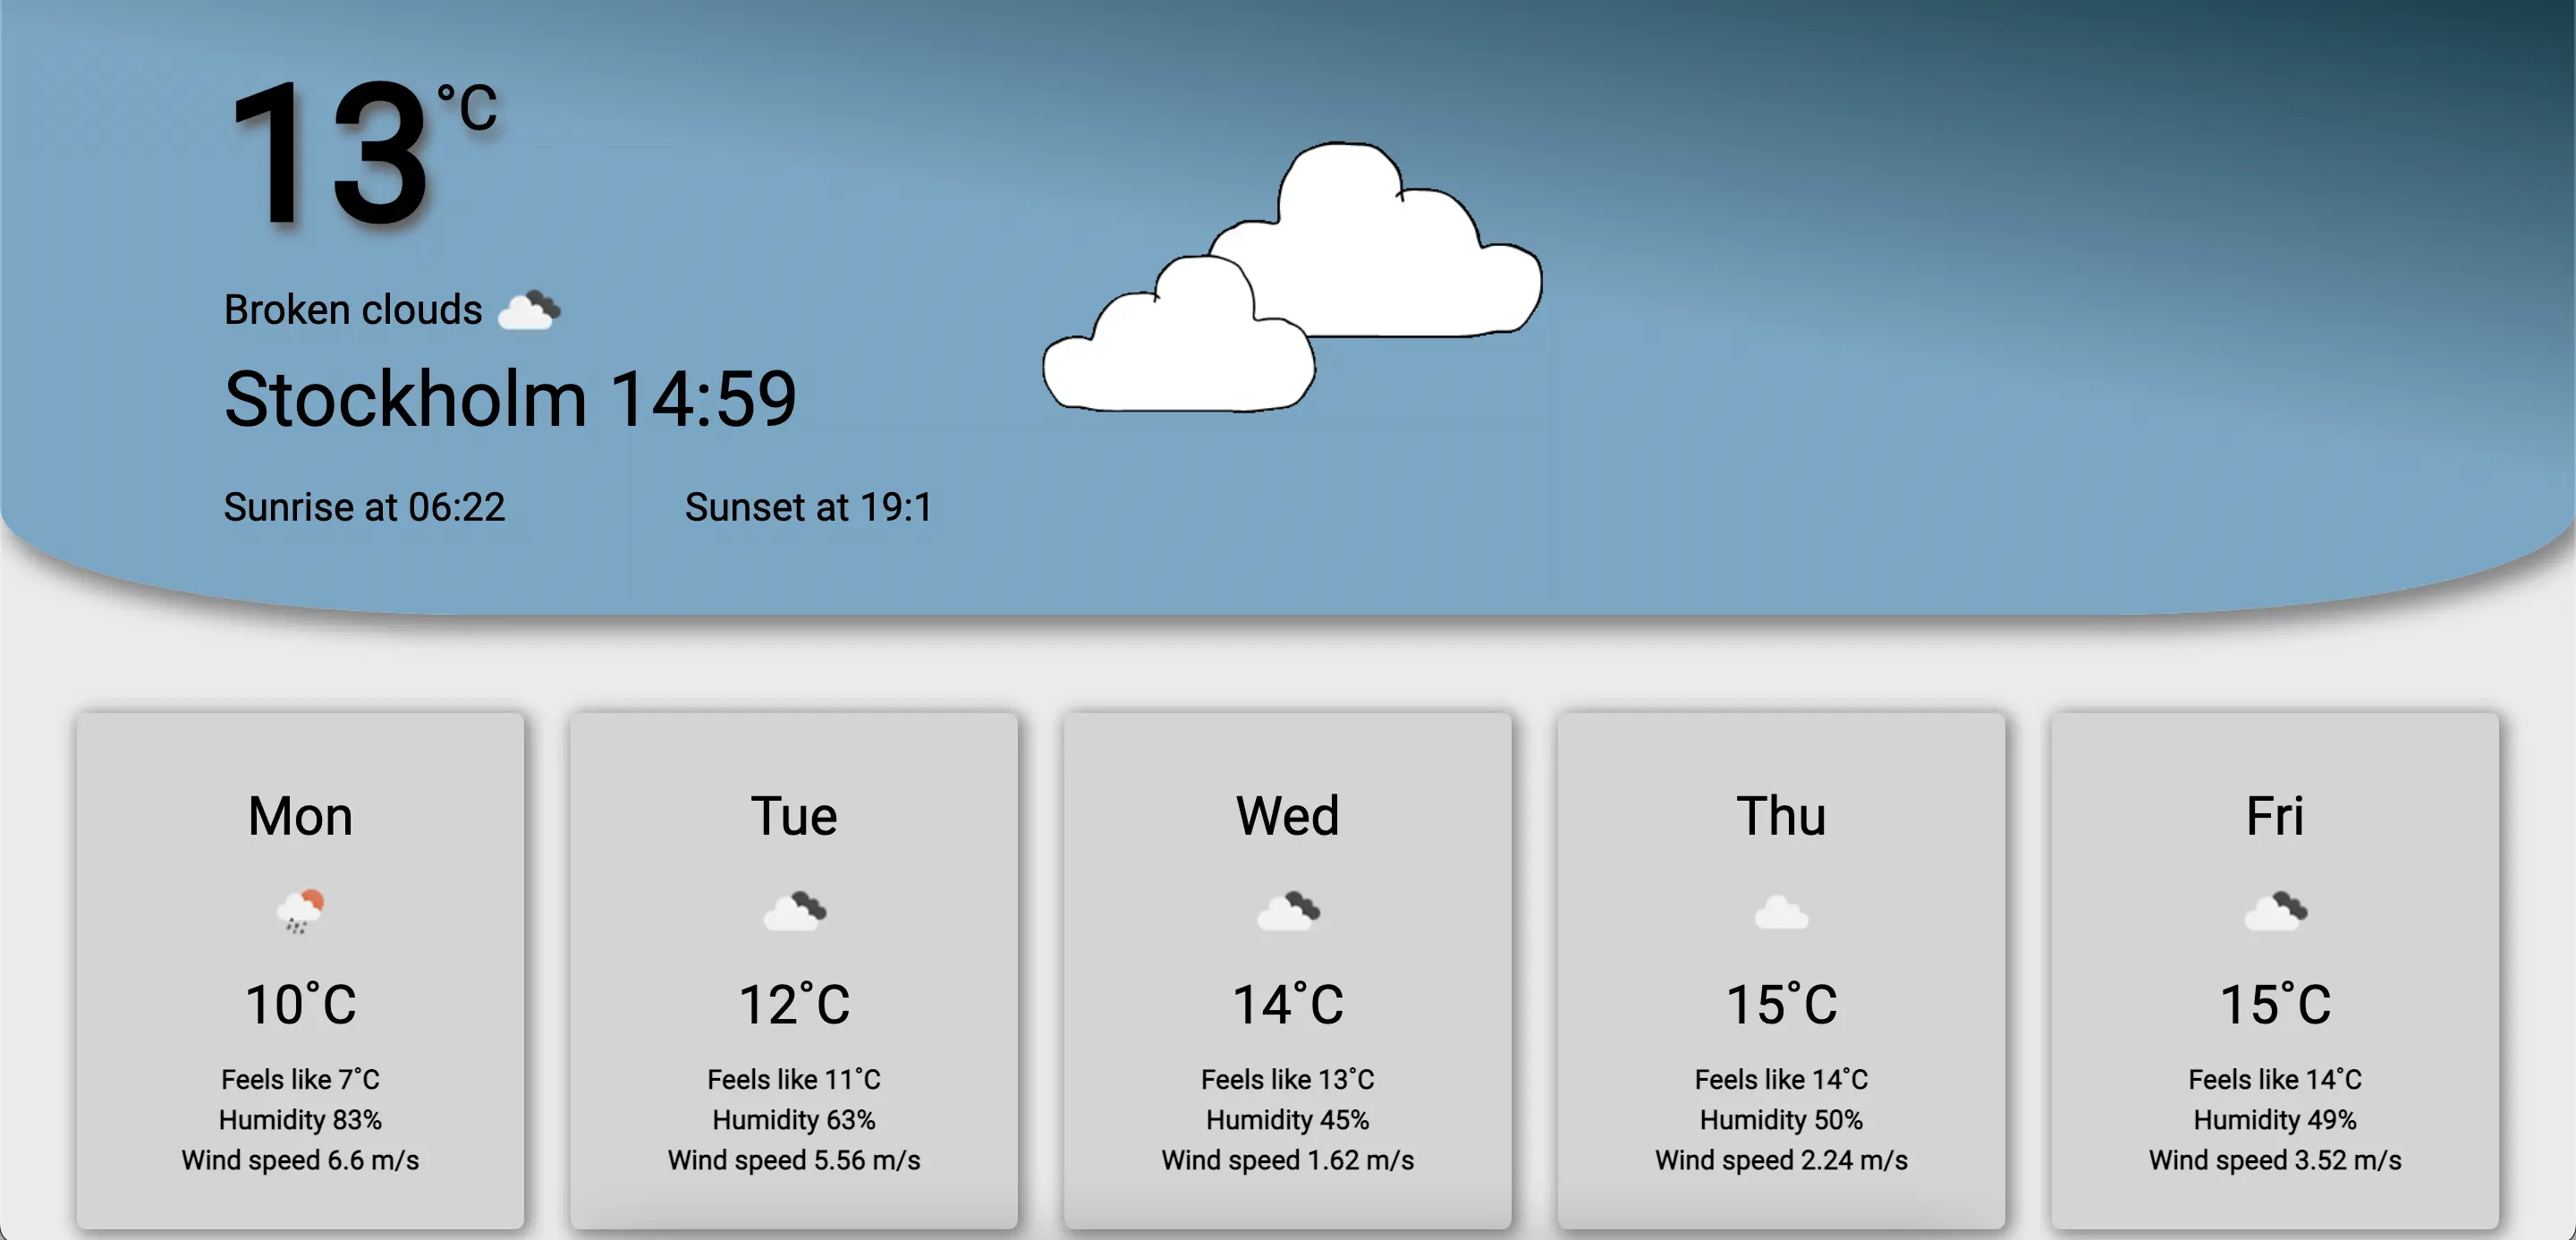 13°C
Broken clouds
Stockholm 14:59
Sunrise at 06:22 Sunset at 19:1
Mon Tue Wed Thu Fri
10°C 12°C 14°C 15°C 15°C
Feels like 7°C Feels like 11°C Feels like 13°C Feels like 14°C Feels like 14°C
Humidity 83% Humidity 63% Humidity 45% Humidity 50% Humidity 49%
Wind speed 6.6 m/s Wind speed 5.56 m/s Wind speed 1.62 m/s Wind speed 2.24 m/s Wind speed 3.52 m/s